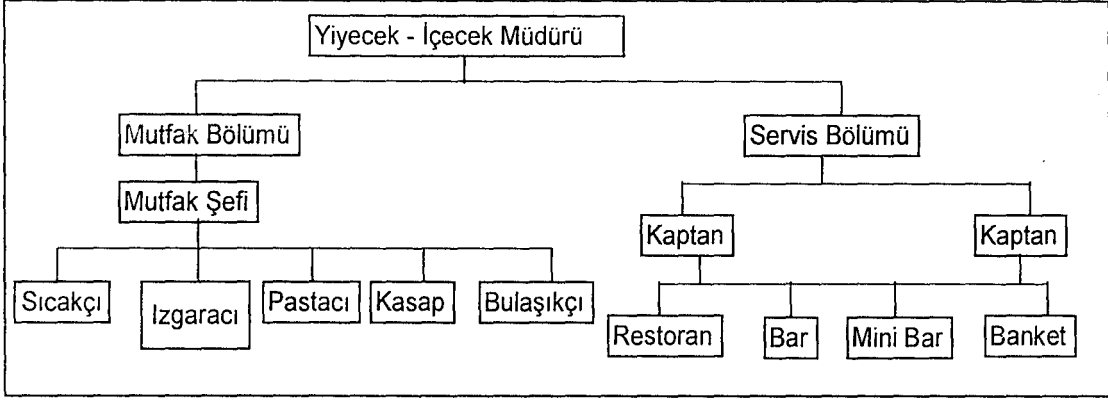 Yiyecek - İçecek Müdürü
Mutfak Bölümü
Servis Bölümü
Mutfak Şefi
Kaptan
Kaptan
Sıcakçı
Izgaracı
Pastacı
Kasap
Bulaşıkçı
Restoran
Bar
Mini Bar
Banket